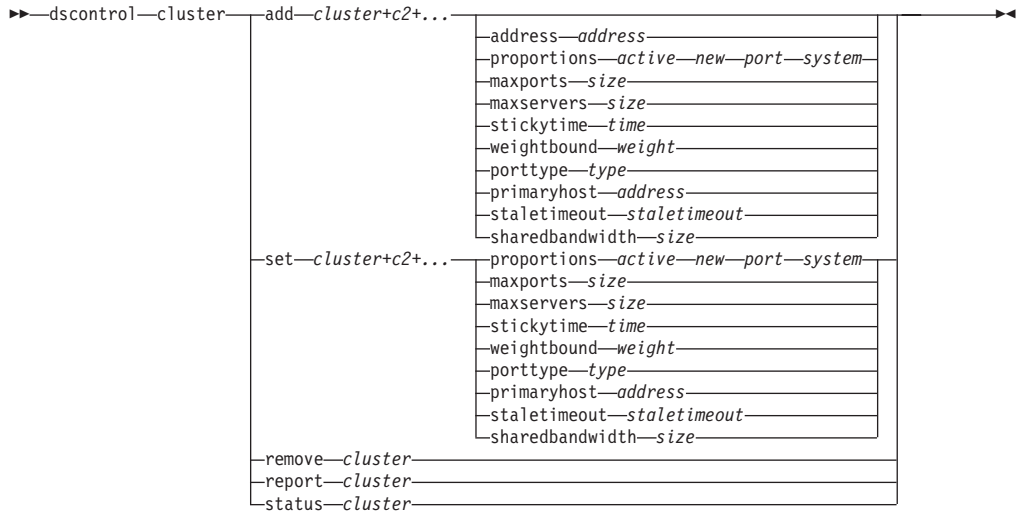 dscontrol cluster add cluster+c2+...
address address
proportions active new port system
maxports size
maxservers size
stickytime time
weightbound weight
porttype type
primaryhost address
staletimeout staletimeout
sharedbandwidth size
set cluster+c2+... proportions active new port system
maxports size
maxservers size
stickytime time
weightbound weight
porttype type
primaryhost address
staletimeout staletimeout
sharedbandwidth size
remove cluster
report cluster
status cluster